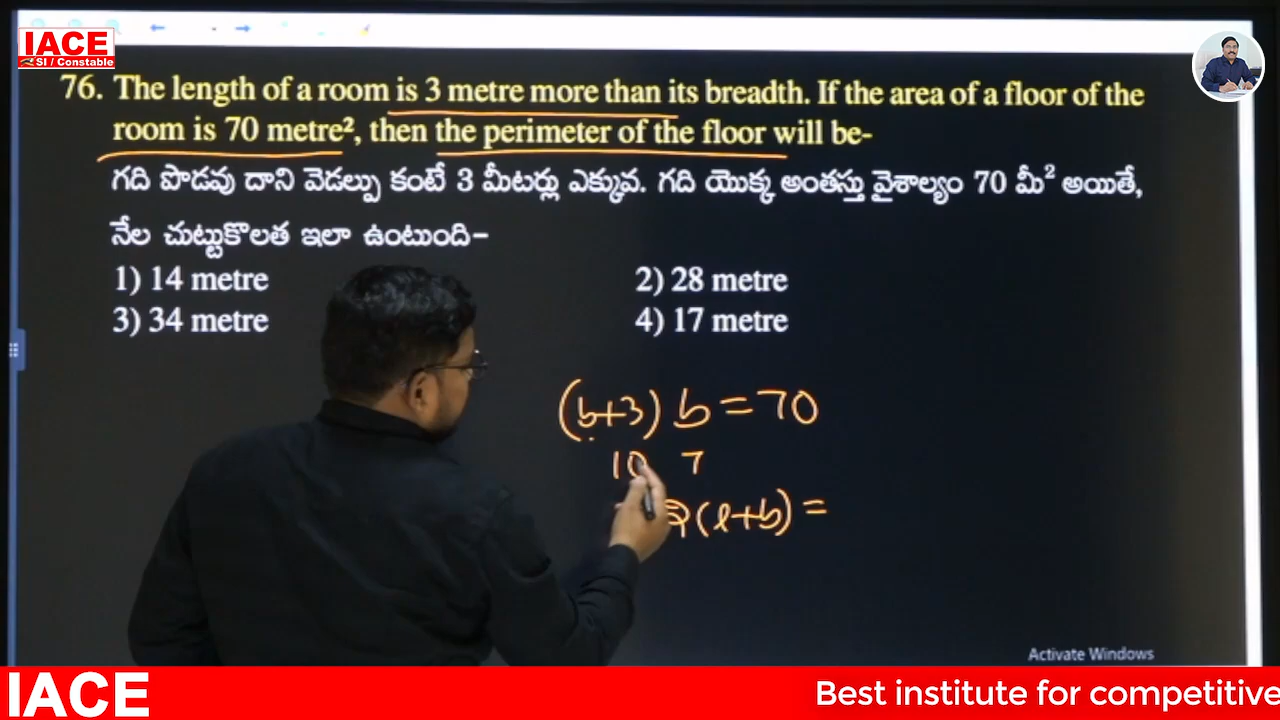 IACE
SI / Constable
76. The length of a room is 3 metre more than its breadth. If the area of a floor of the
room is 70 metre², then the perimeter of the floor will be-
గది పొడవు దాని వెడల్పు కంటే 3 మీటర్లు ఎక్కువ. గది యొక్క అంతస్తు వైశాల్యం 70 మీ² అయితే,
నేల చుట్టుకొలత ఇలా ఉంటుంది-
1) 14 metre 2) 28 metre
3) 34 metre 4) 17 metre
(b+3) b = 70
10 7
2(l+b) =
Activate Windows
IACE Best institute for competitive